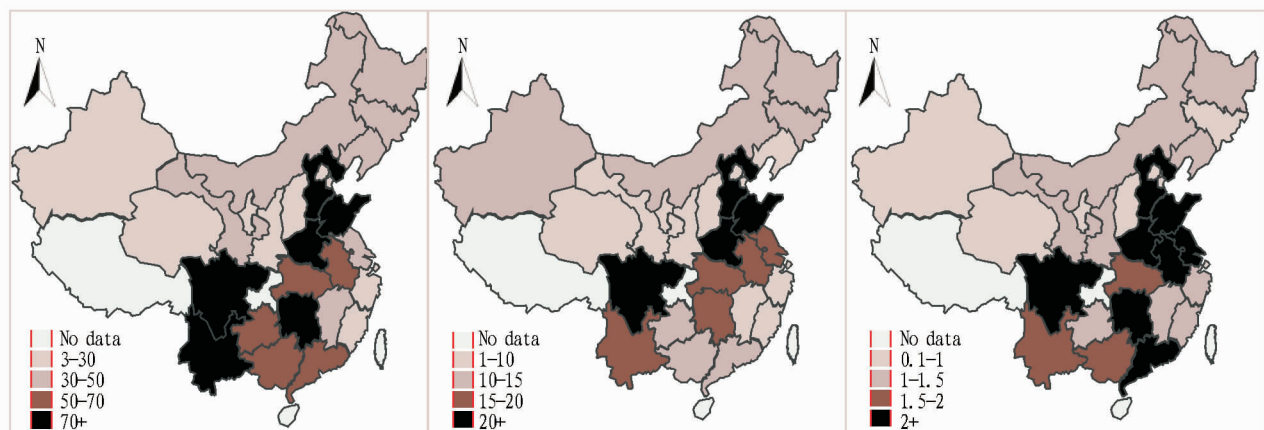 N
No data
3-30
30-50
50-70
70+
N
No data
1-10
10-15
15-20
20+
N
No data
0.1-1
1-1.5
1.5-2
2+